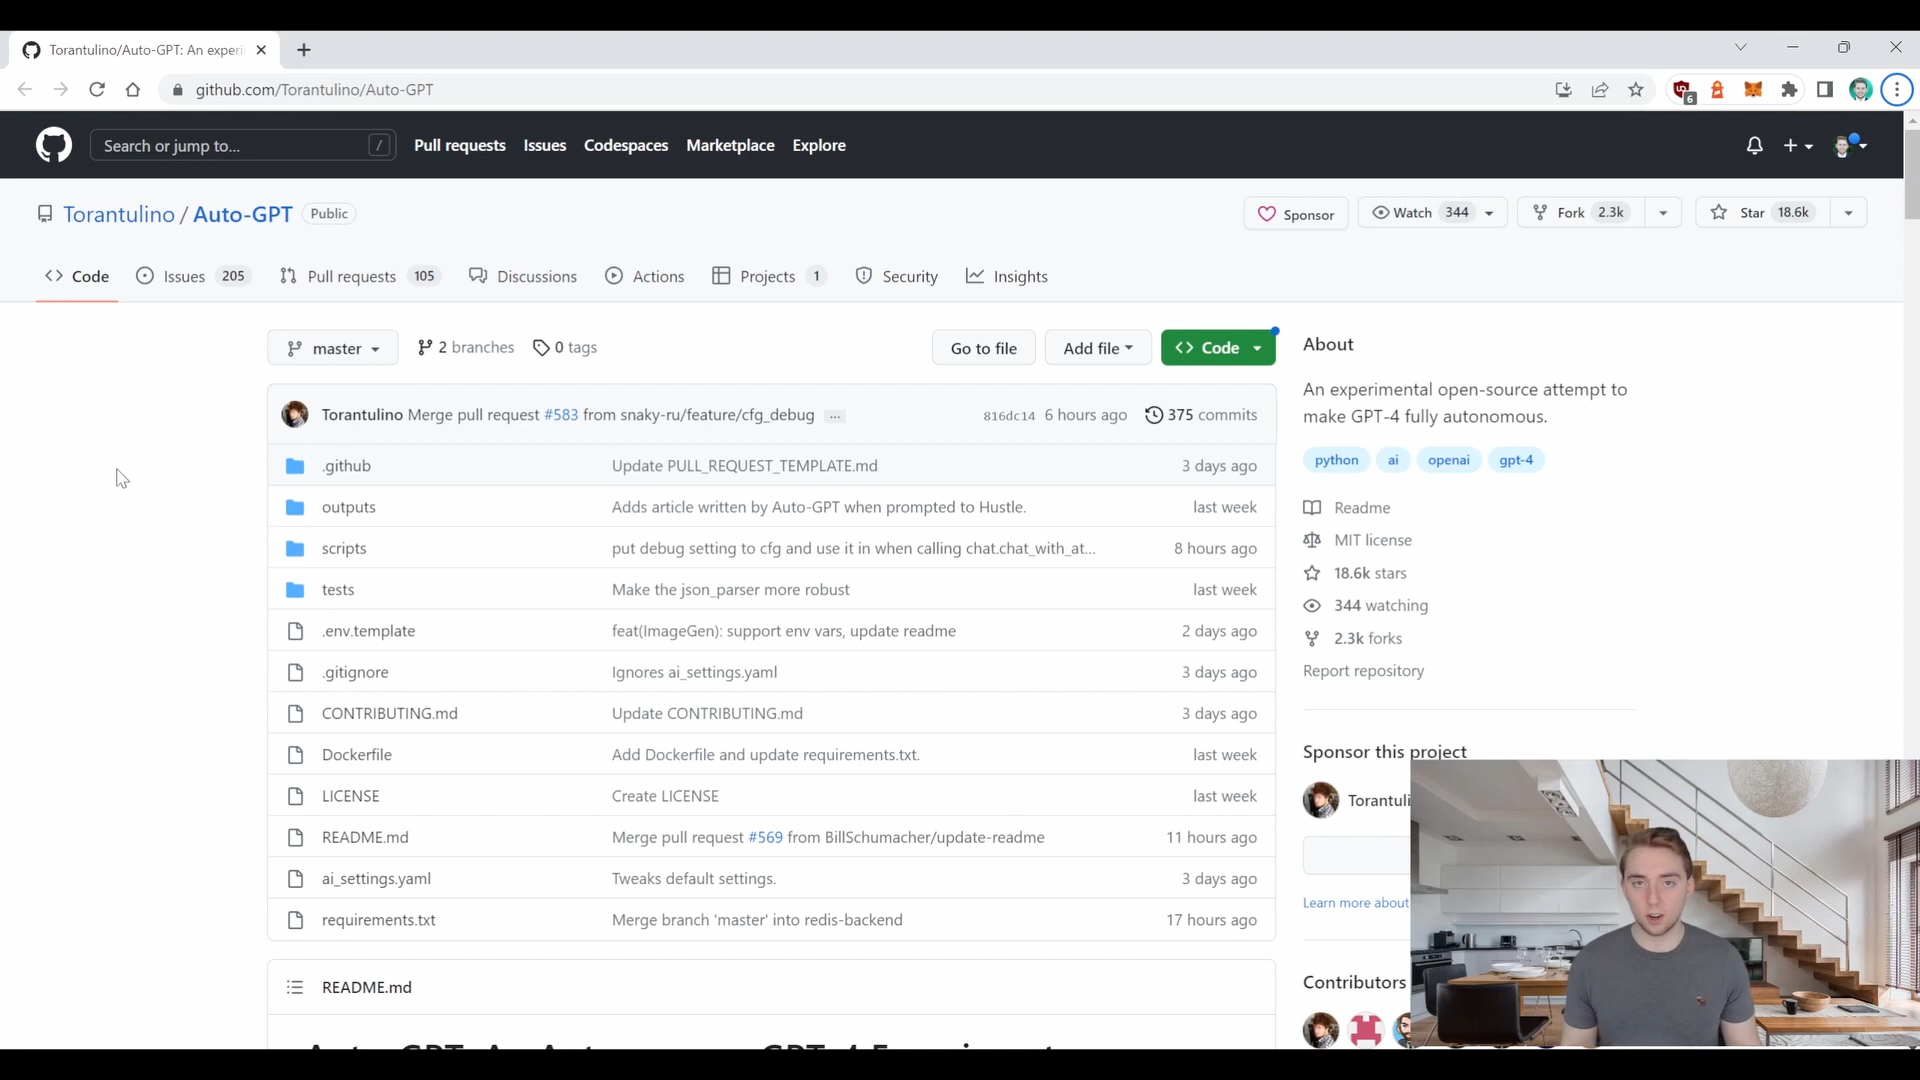 Torantulino/Auto-GPT: An experi
github.com/Torantulino/Auto-GPT
6
Search or jump to... /
Pull requests Issues Codespaces Marketplace Explore
Torantulino / Auto-GPT Public
Sponsor Watch 344 Fork 2.3k Star 18.6k
Code Issues 205 Pull requests 105 Discussions Actions Projects 1 Security Insights
master 2 branches 0 tags Go to file Add file Code
Torantulino Merge pull request #583 from snaky-ru/feature/cfg_debug ... 816dc14 6 hours ago 375 commits
.github Update PULL_REQUEST_TEMPLATE.md 3 days ago
outputs Adds article written by Auto-GPT when prompted to Hustle. last week
scripts put debug setting to cfg and use it in when calling chat.chat_with_at... 8 hours ago
tests Make the json_parser more robust last week
.env.template feat(ImageGen): support env vars, update readme 2 days ago
.gitignore Ignores ai_settings.yaml 3 days ago
CONTRIBUTING.md Update CONTRIBUTING.md 3 days ago
Dockerfile Add Dockerfile and update requirements.txt. last week
LICENSE Create LICENSE last week
README.md Merge pull request #569 from BillSchumacher/update-readme 11 hours ago
ai_settings.yaml Tweaks default settings. 3 days ago
requirements.txt Merge branch 'master' into redis-backend 17 hours ago
README.md
About
An experimental open-source attempt to
make GPT-4 fully autonomous.
python ai openai gpt-4
Readme
MIT license
18.6k stars
344 watching
2.3k forks
Report repository
Sponsor this project
Torantuli
Learn more about
Contributors